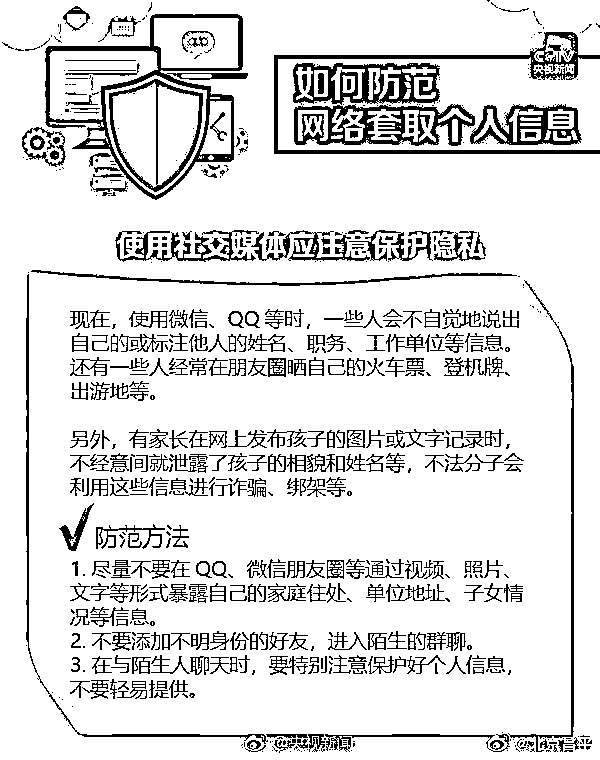 CCTV
央视新闻
如何防范
网络套取个人信息
使用社交媒体应注意保护隐私
现在，使用微信、QQ 等时，一些人会不自觉地说出
自己的或标注他人的姓名、职务、工作单位等信息。
还有一些人经常在朋友圈晒自己的火车票、登机牌、
出游地等。
另外，有家长在网上发布孩子的图片或文字记录时，
不经意间就泄露了孩子的相貌和姓名等，不法分子会
利用这些信息进行诈骗、绑架等。
防范方法
1. 尽量不要在 QQ、微信朋友圈等通过视频、照片、
文字等形式暴露自己的家庭住处、单位地址、子女情
况等信息。
2. 不要添加不明身份的好友，进入陌生的群聊。
3. 在与陌生人聊天时，要特别注意保护好个人信息，
不要轻易提供。
@央视新闻
@北京昌平